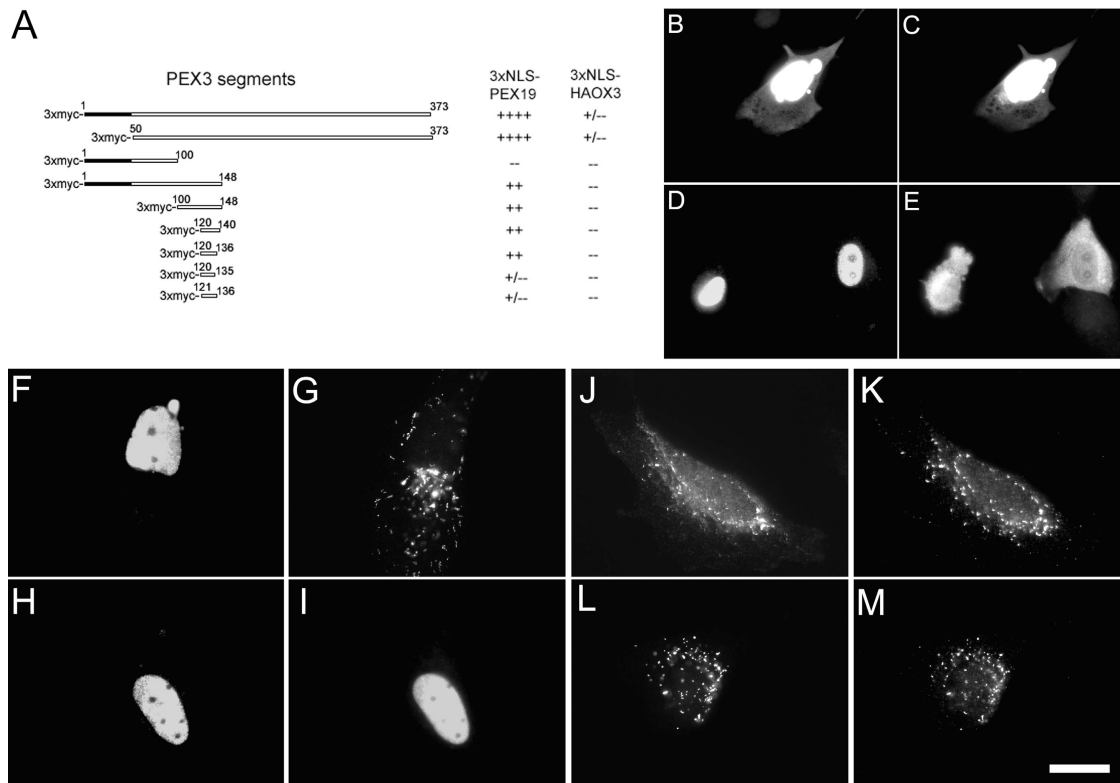 A
PEX3 segments
3xNLS-PEX19
3xNLS-HAOX3
3xmyc- 1 373 ++++ +/--
3xmyc- 50 373 ++++ +/--
3xmyc- 1 100 -- --
3xmyc- 1 148 ++ --
3xmyc- 100 148 ++ --
3xmyc- 120 140 ++ --
3xmyc- 120 136 ++ --
3xmyc- 120 135 +/-- --
3xmyc- 121 136 +/-- --
B
C
D
E
F
G
J
K
H
I
L
M